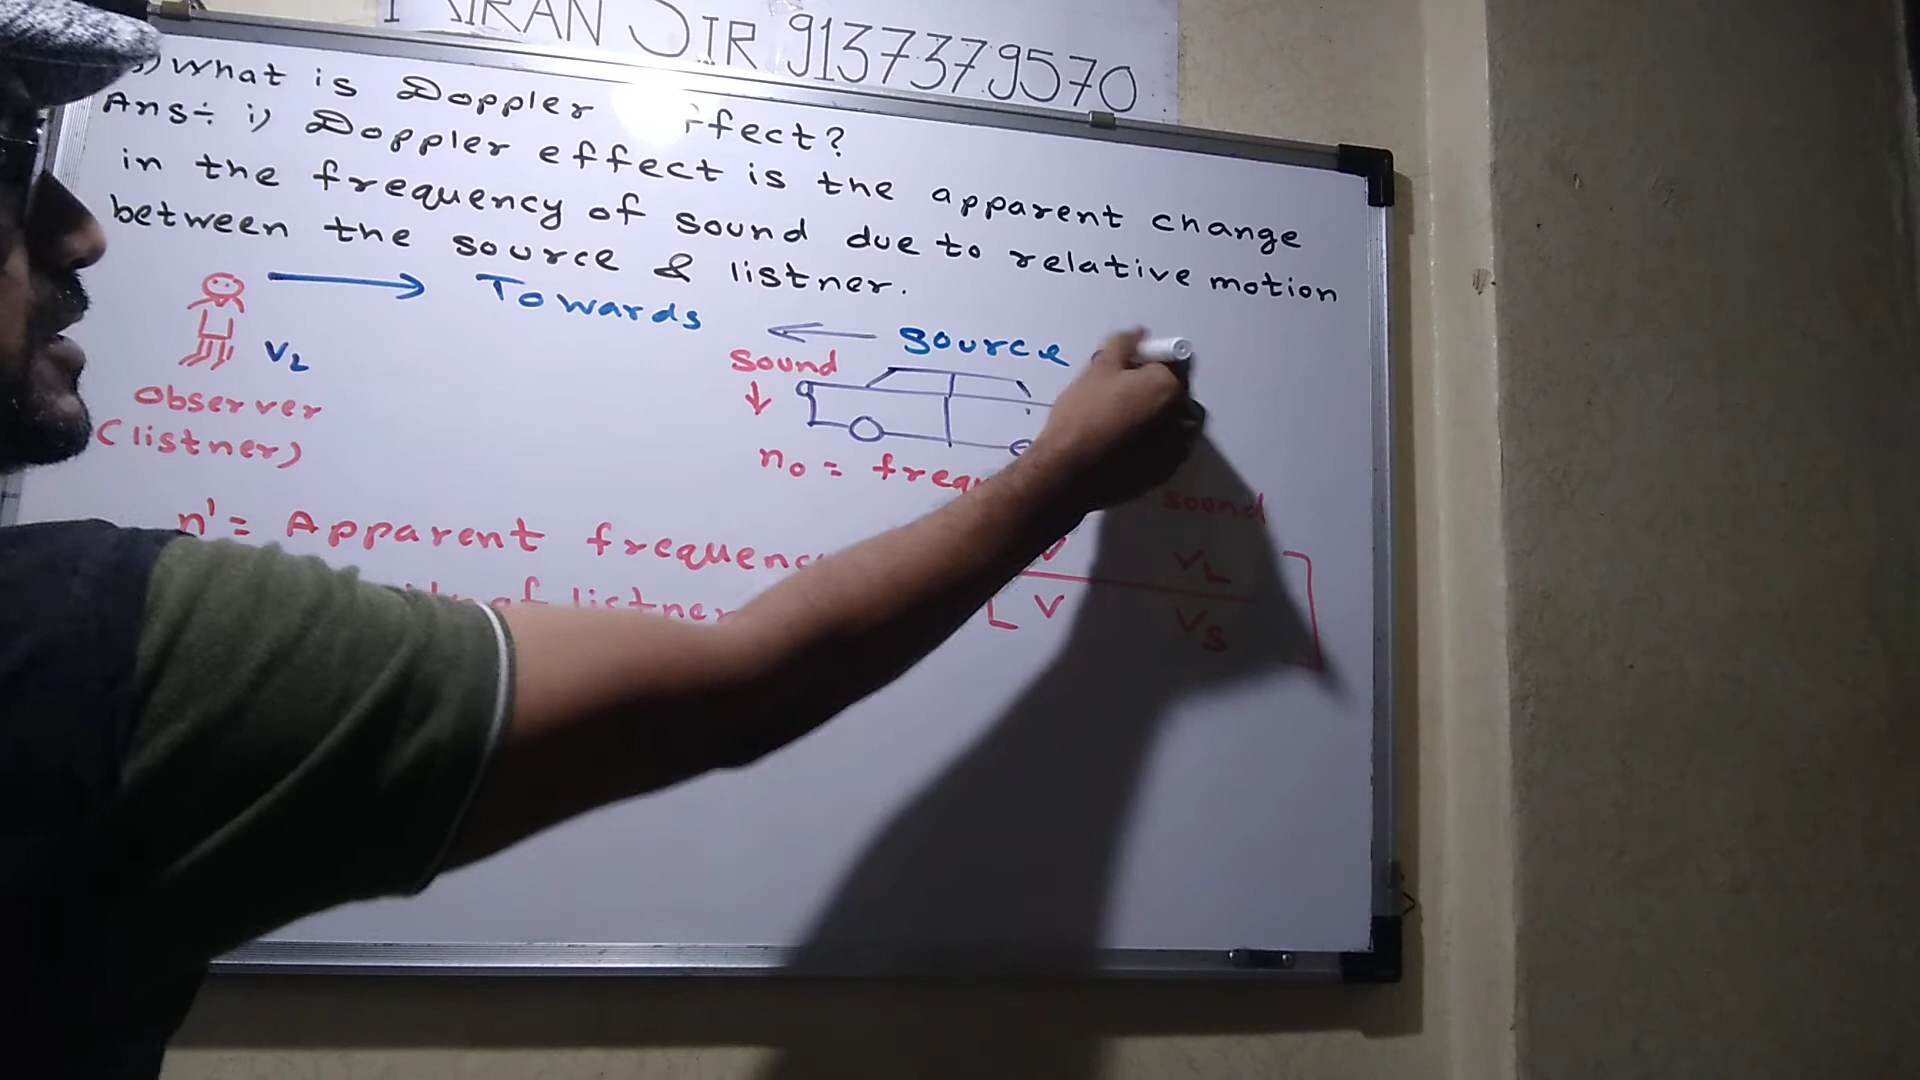 KIRAN SIR 9137379570
What is Doppler ffect?
Ans÷ i) Doppler effect is the apparent change
in the frequency of sound due to relative motion
between the source & listner.
Towards
Source
Sound
VL
Observer
(listner)
n₀ = frequ
sound
n' = Apparent frequenc
V VL
of listner
[ V VS ]